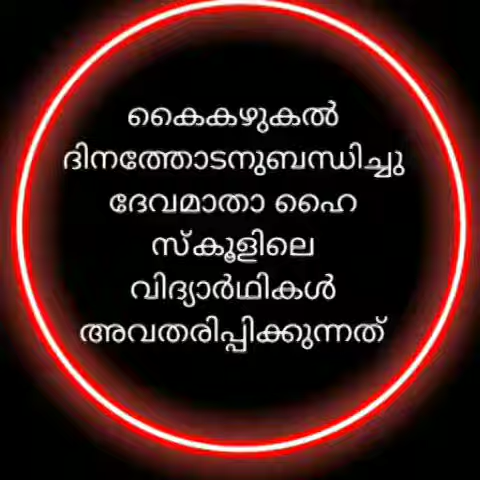 കൈകഴുകൽ
ദിനത്തോടനുബന്ധിച്ചു
ദേവമാതാ ഹൈ
സ്കൂളിലെ
വിദ്യാർഥികൾ
അവതരിപ്പിക്കുന്നത്